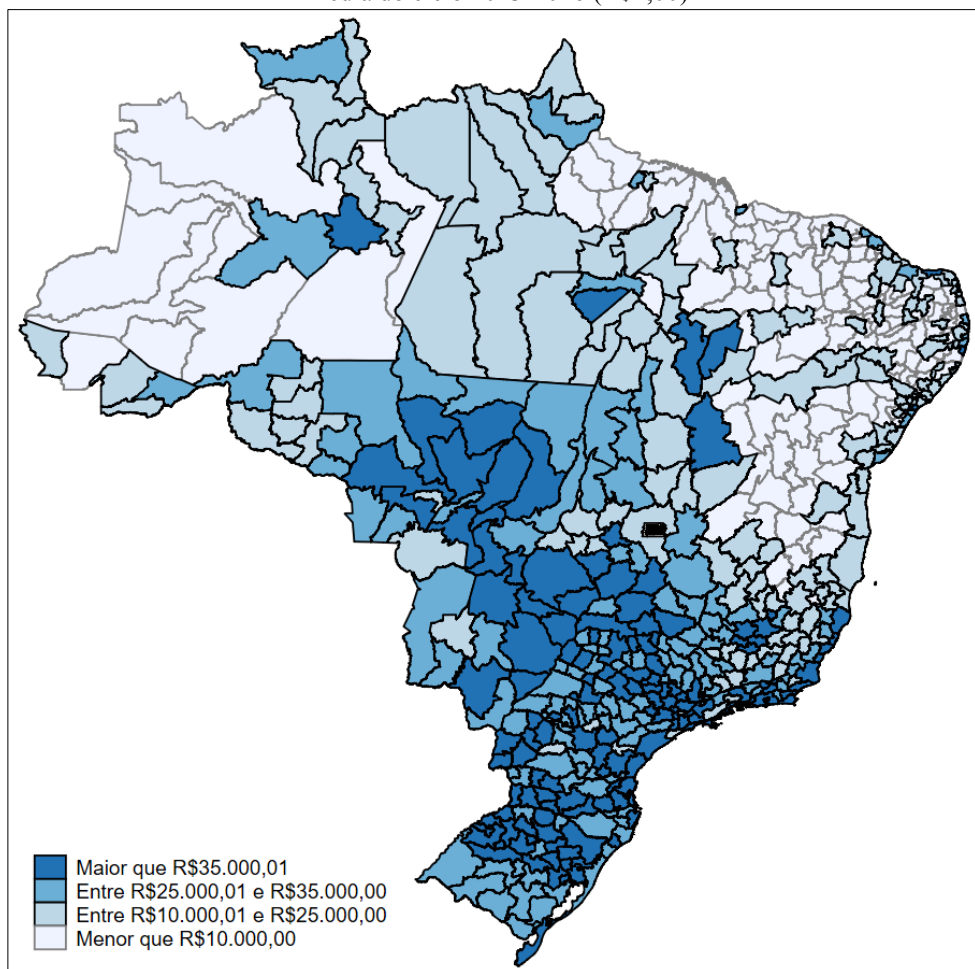 Maior que R$35.000,01
Entre R$25.000,01 e R$35.000,00
Entre R$10.000,01 e R$25.000,00
Menor que R$10.000,00